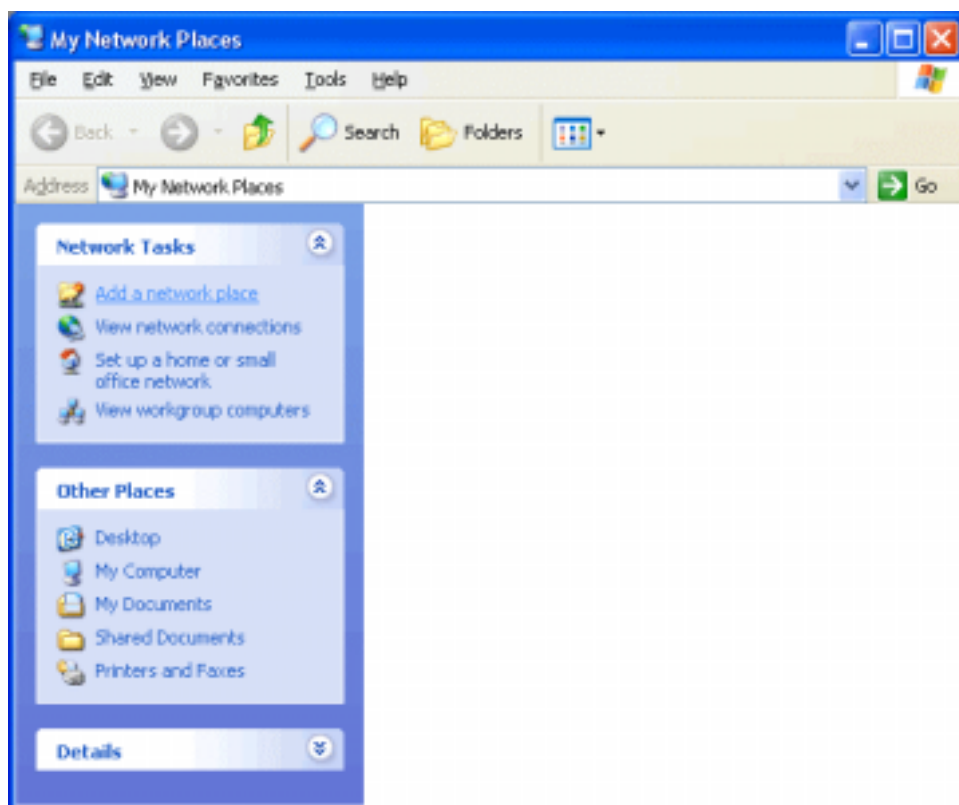 My Network Places
File Edit View Favorites Tools Help
Back Search Folders
Address My Network Places Go
Network Tasks
Add a network place
View network connections
Set up a home or small
office network
View workgroup computers
Other Places
Desktop
My Computer
My Documents
Shared Documents
Printers and Faxes
Details